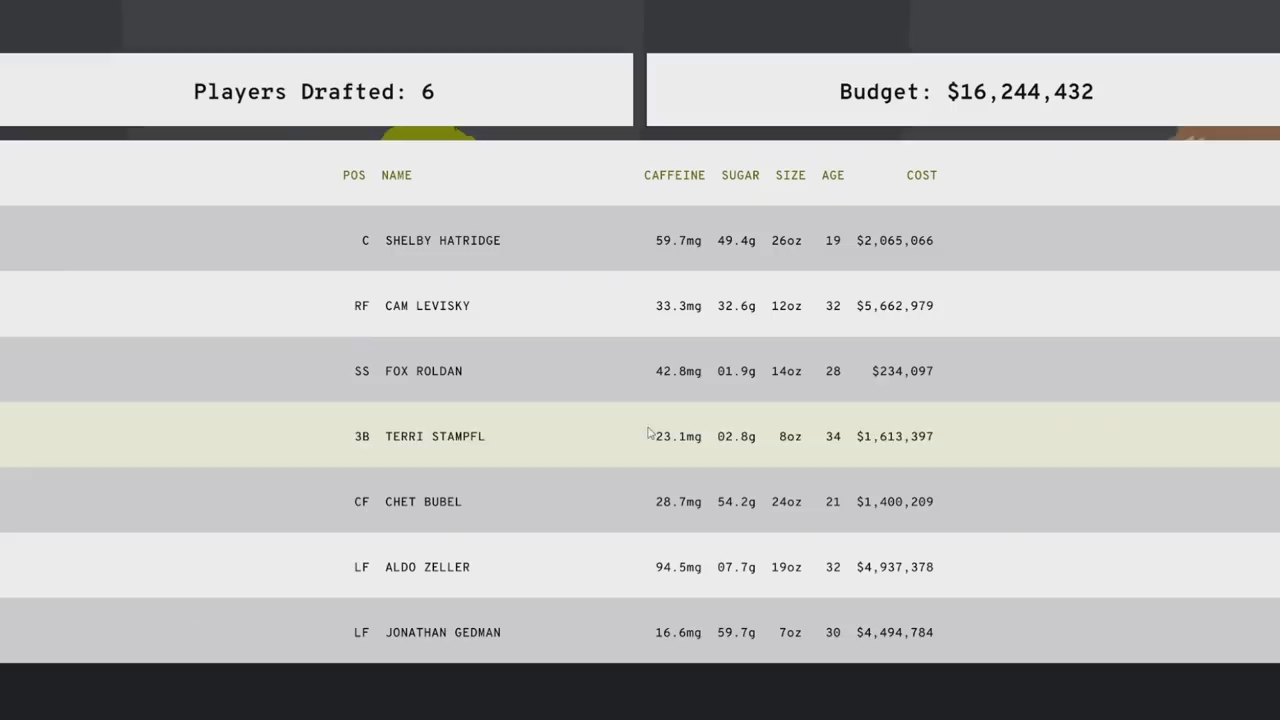 Players Drafted: 6
Budget: $16,244,432
POS NAME CAFFEINE SUGAR SIZE AGE COST
C SHELBY HATRIDGE 59.7mg 49.4g 26oz 19 $2,065,066
RF CAM LEVISKY 33.3mg 32.6g 12oz 32 $5,662,979
SS FOX ROLDAN 42.8mg 01.9g 14oz 28 $234,097
3B TERRI STAMPFL 23.1mg 02.8g 8oz 34 $1,613,397
CF CHET BUBEL 28.7mg 54.2g 24oz 21 $1,400,209
LF ALDO ZELLER 94.5mg 07.7g 19oz 32 $4,937,378
LF JONATHAN GEDMAN 16.6mg 59.7g 7oz 30 $4,494,784